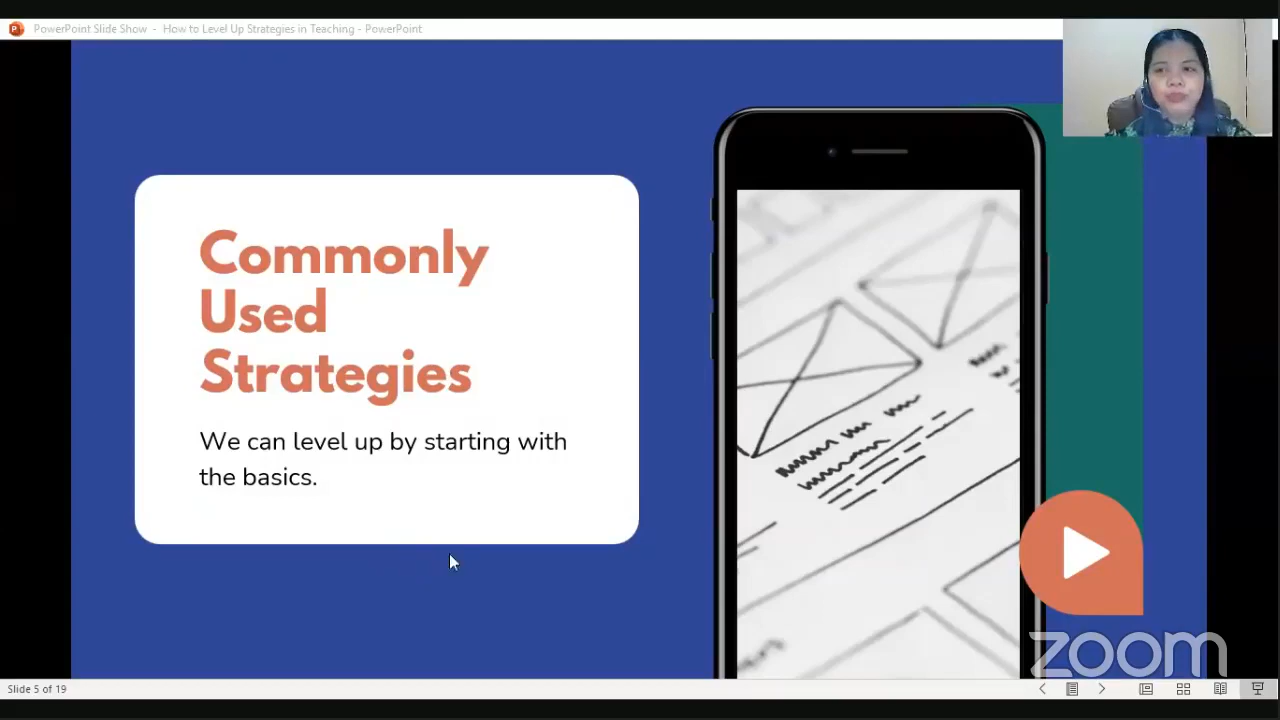 PowerPoint Slide Show - How to Level Up Strategies in Teaching - PowerPoint
Commonly
Used
Strategies
We can level up by starting with
the basics.
zoom
Slide 5 of 19